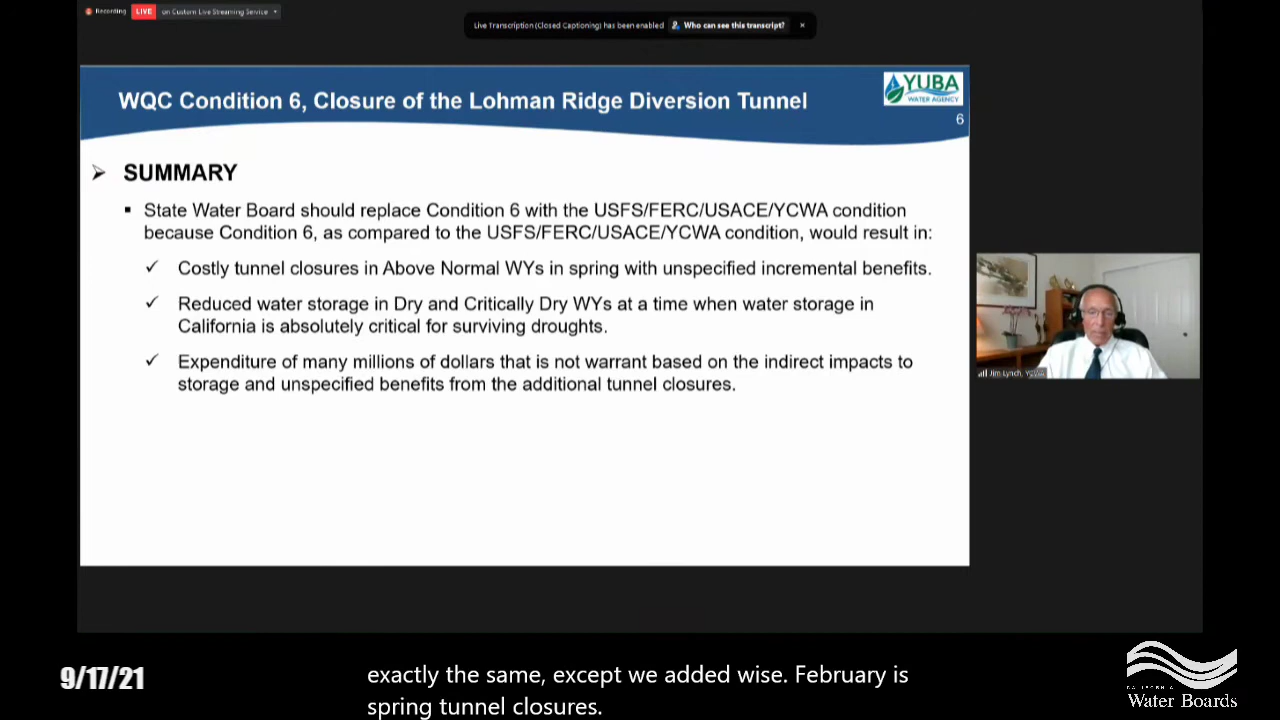 Recording LIVE on Custom Live Streaming Service
Live Transcription (Closed Captioning) has been enabled Who can see this transcript?
WQC Condition 6, Closure of the Lohman Ridge Diversion Tunnel
YUBA
WATER AGENCY
6
SUMMARY
State Water Board should replace Condition 6 with the USFS/FERC/USACE/YCWA condition
because Condition 6, as compared to the USFS/FERC/USACE/YCWA condition, would result in:
Costly tunnel closures in Above Normal WYs in spring with unspecified incremental benefits.
Reduced water storage in Dry and Critically Dry WYs at a time when water storage in
California is absolutely critical for surviving droughts.
Expenditure of many millions of dollars that is not warrant based on the indirect impacts to
storage and unspecified benefits from the additional tunnel closures.
Jim Lynch,
exactly the same, except we added wise. February is
spring tunnel closures.
9/17/21
CALIFORNIA
Water Boards